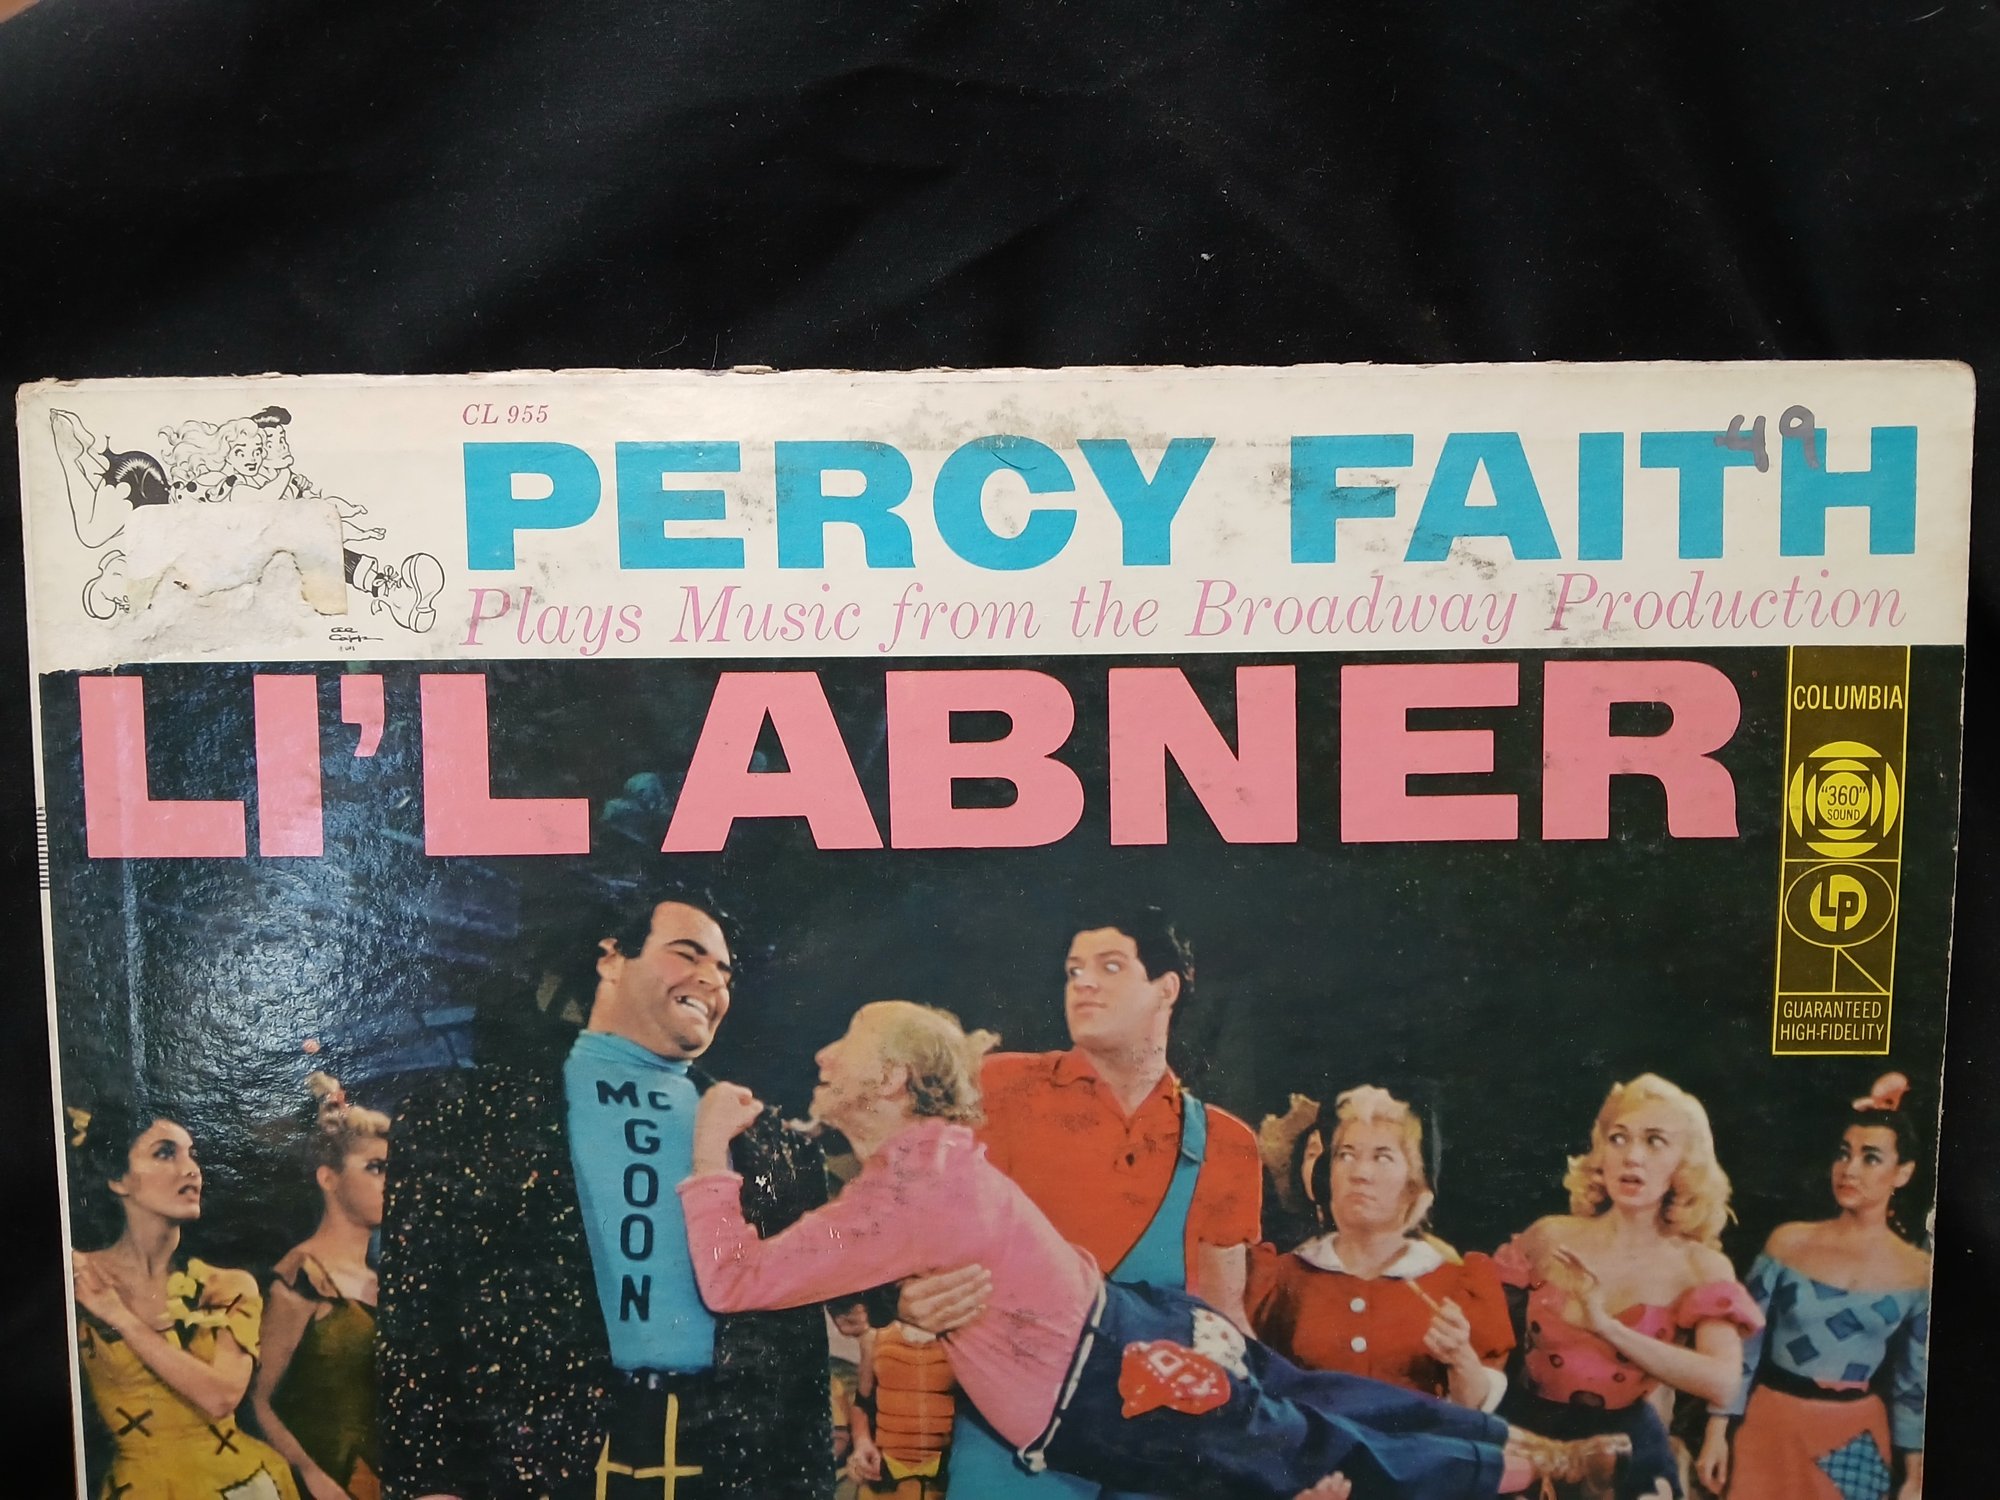 CL 955
49
PERCY FAITH
Plays Music from the Broadway Production
LI'L ABNER
COLUMBIA
"360"
SOUND
LP
GUARANTEED
HIGH-FIDELITY
Mc
GOON